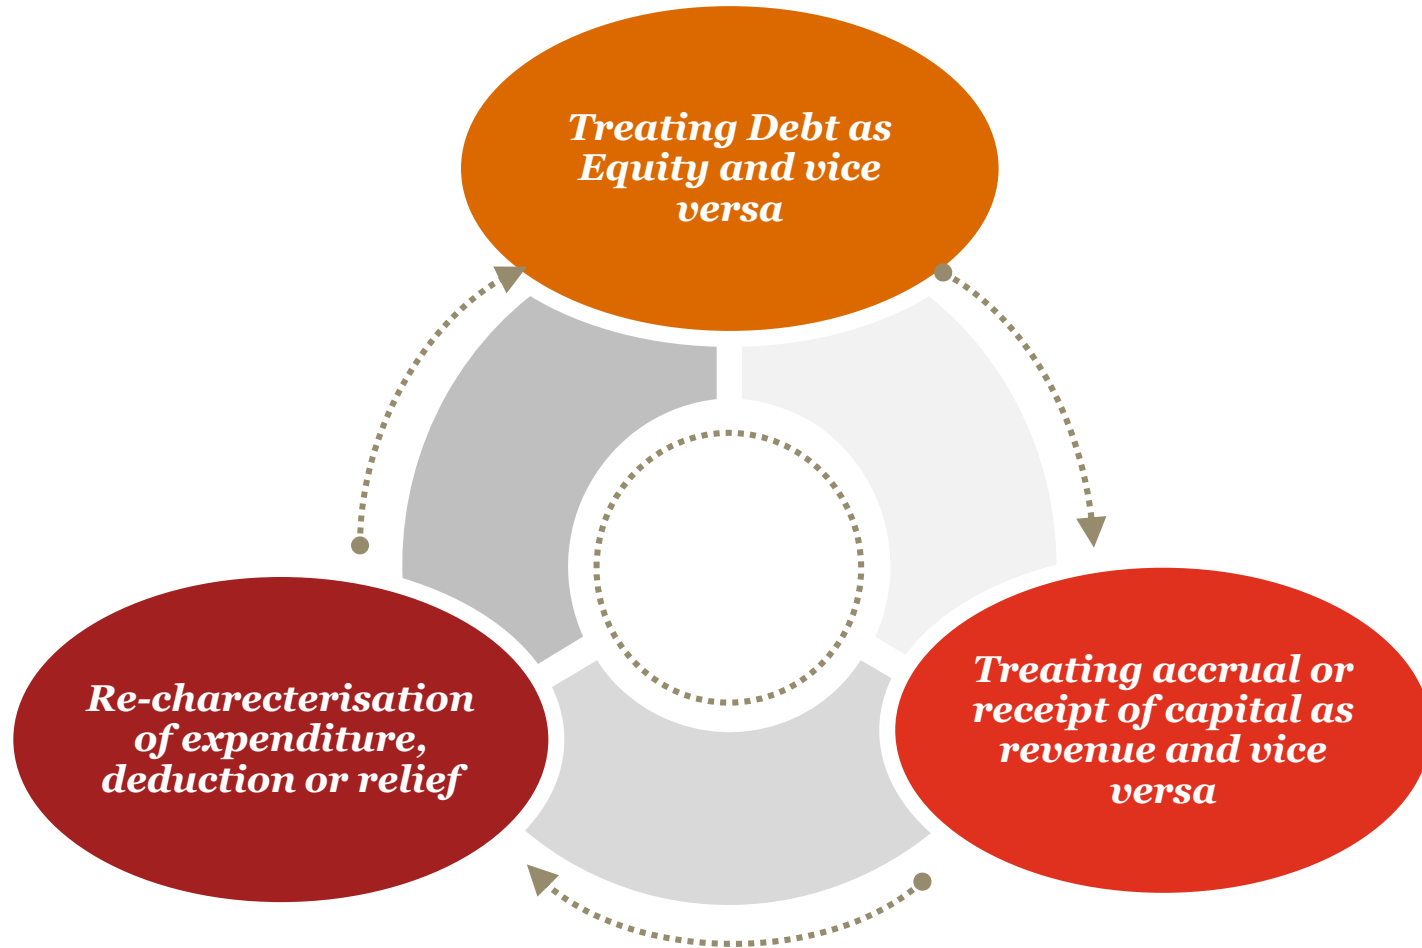 Treating Debt as
Equity and vice
versa
Treating accrual or
receipt of capital as
revenue and vice
versa
Re-charecterisation
of expenditure,
deduction or relief